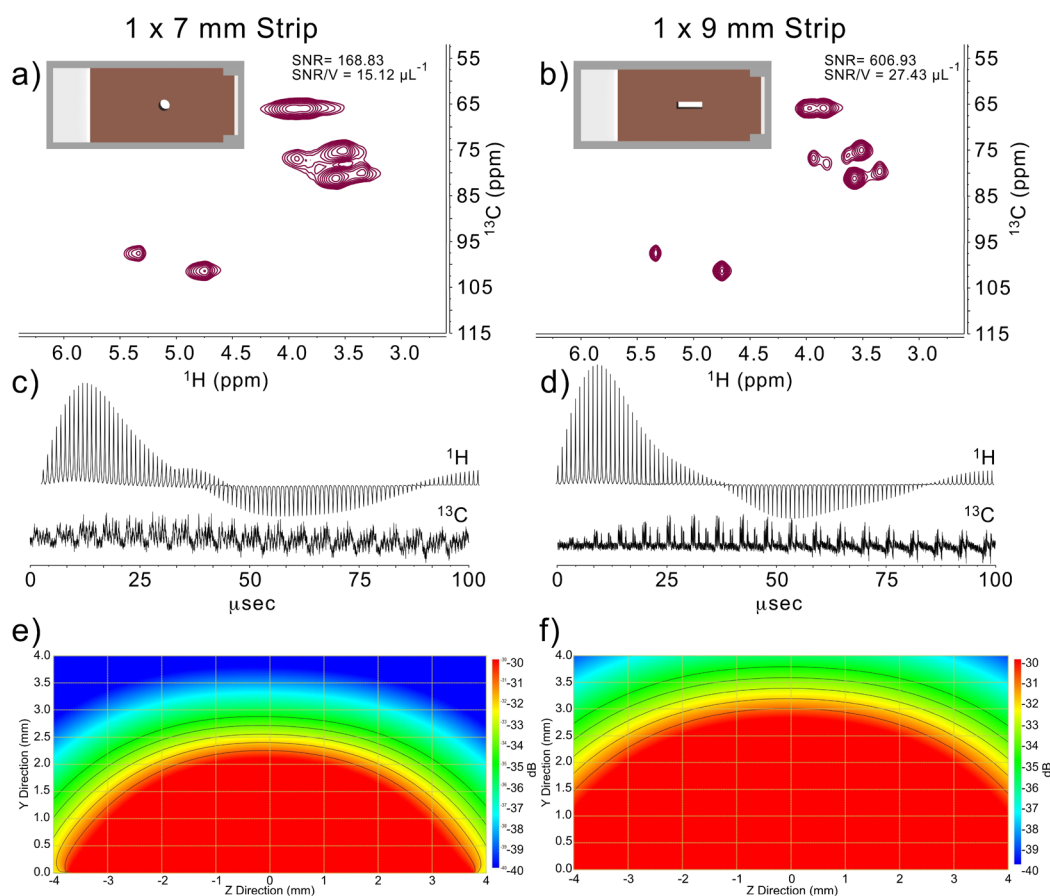 1 x 7 mm Strip
1 x 9 mm Strip
a)
SNR= 168.83
SNR/V = 15.12 µL⁻¹
b)
SNR= 606.93
SNR/V = 27.43 µL⁻¹
55
65
75
85
95
105
115
¹³C (ppm)
55
65
75
85
95
105
115
¹³C (ppm)
6.0 5.5 5.0 4.5 4.0 3.5 3.0
¹H (ppm)
6.0 5.5 5.0 4.5 4.0 3.5 3.0
¹H (ppm)
c)
¹H
¹³C
0 25 50 75 100
µsec
d)
¹H
¹³C
0 25 50 75 100
µsec
e)
4.0
3.5
3.0
2.5
2.0
1.5
1.0
0.5
0.0
Y Direction (mm)
-4 -3 -2 -1 0 1 2 3 4
Z Direction (mm)
-30
-31
-32
-33
-34
-35
-36
-37
-38
-39
-40
dB
f)
4.0
3.5
3.0
2.5
2.0
1.5
1.0
0.5
0.0
Y Direction (mm)
-4 -3 -2 -1 0 1 2 3 4
Z Direction (mm)
-30
-31
-32
-33
-34
-35
-36
-37
-38
-39
-40
dB